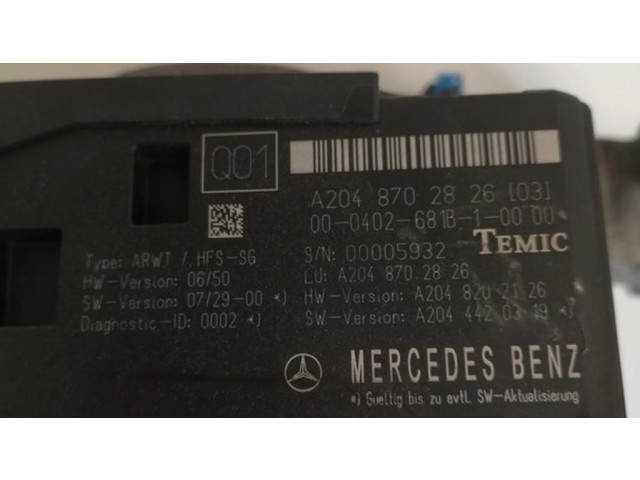 Q01
A204 870 28 26 [03]
00-0402-681B-1-00 00
Type: ARWT /. HFS-SG
S/N: 00005932
TEMIC
HW-Version: 06/50
LU: A204 870 28 26
SW-Version: 07/29-00 *)
HW-Version: A204 820 21 26
Diagnostic-ID: 0002 *)
SW-Version: A204 442 03 19 *)
MERCEDES BENZ
*) Gueltig bis zu evtl. SW-Aktualisierung